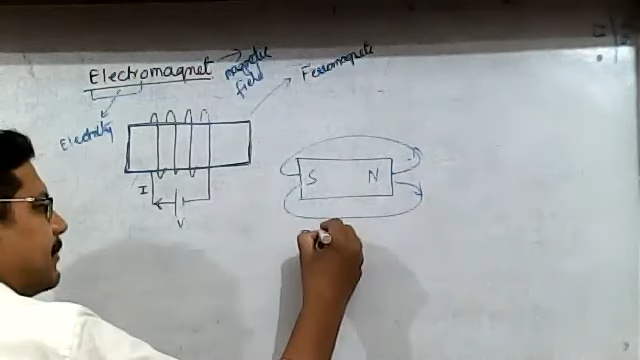 Electromagnet
magnetic
field
Ferromagnetic
Electricity
I
V
S N